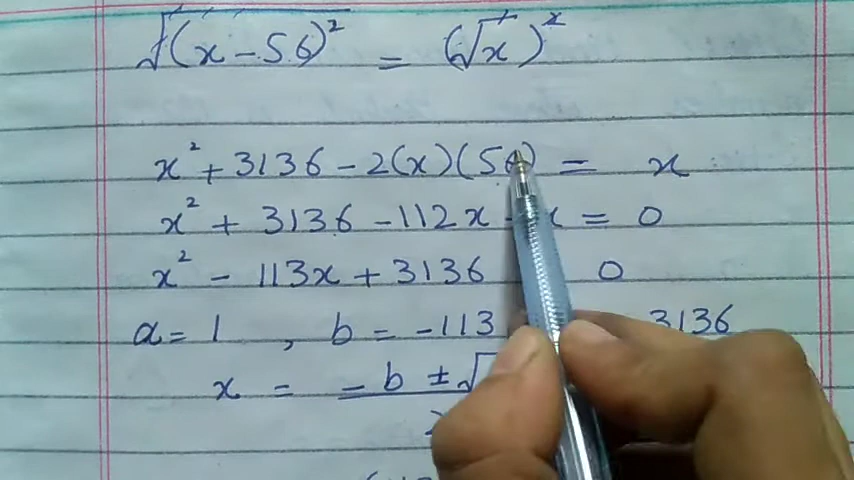 √(x - 56)² = (√x)²
x² + 3136 - 2(x)(56) = x
x² + 3136 - 112x - x = 0
x² - 113x + 3136 0
a = 1 , b = -113 3136
x = - b ± √